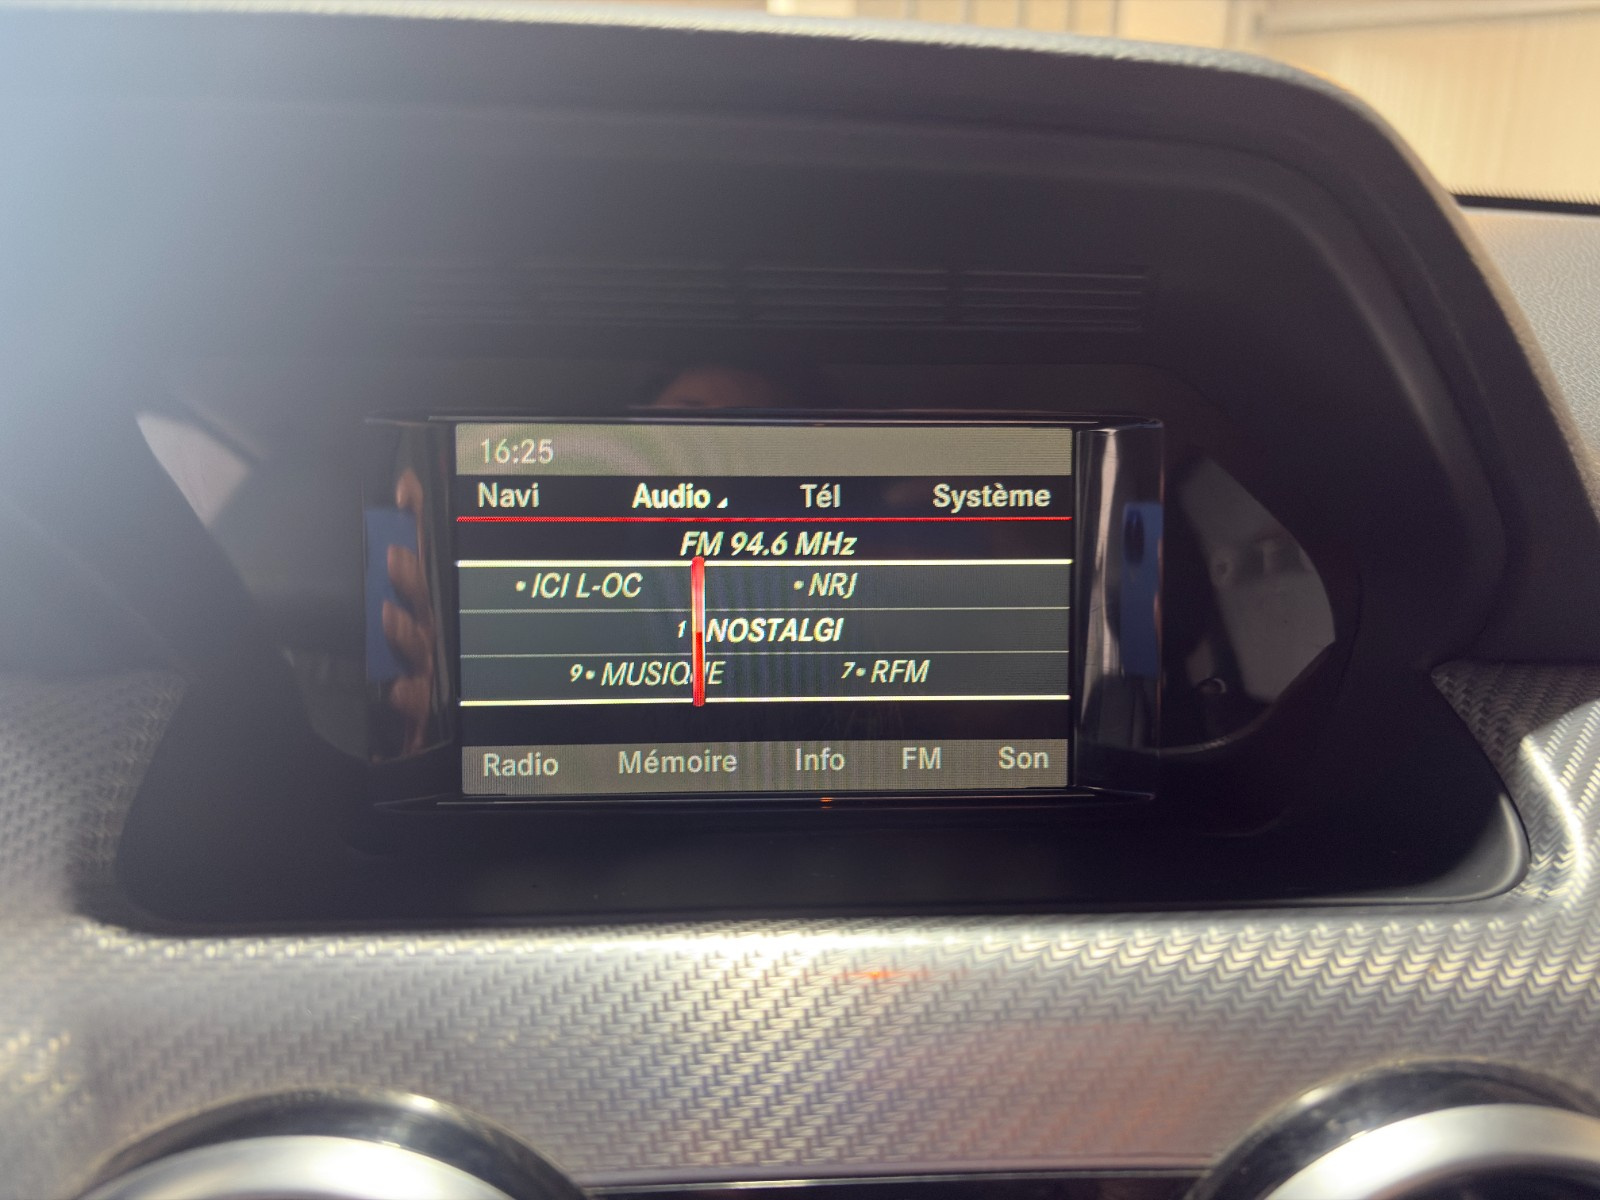 16:25
Navi Audio Tél Système
FM 94.6 MHz
• ICI L-OC • NRJ
1 NOSTALGI
9• MUSIQUE 7• RFM
Radio Mémoire Info FM Son